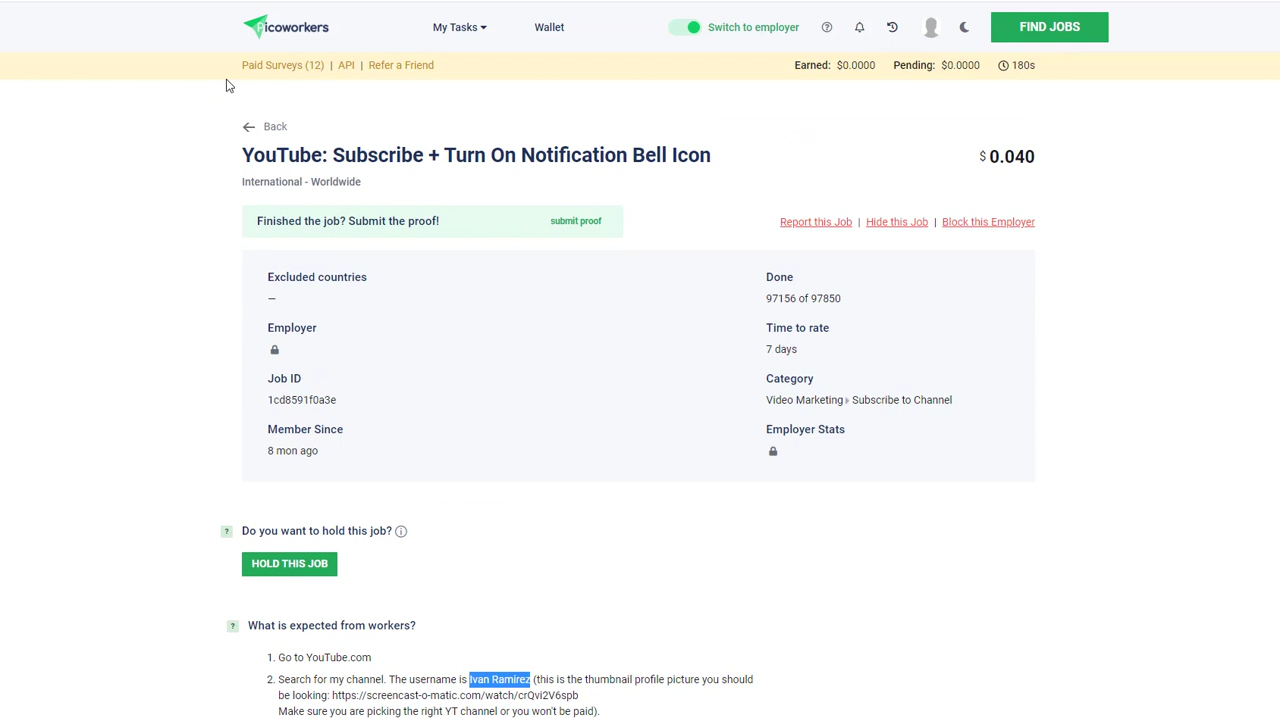 picoworkers My Tasks Wallet Switch to employer FIND JOBS
Paid Surveys (12) | API | Refer a Friend Earned: $0.0000 Pending: $0.0000 180s
Back
YouTube: Subscribe + Turn On Notification Bell Icon $ 0.040
International - Worldwide
Finished the job? Submit the proof! submit proof Report this Job | Hide this Job | Block this Employer
Excluded countries Done
– 97156 of 97850
Employer Time to rate
7 days
Job ID Category
1cd8591f0a3e Video Marketing Subscribe to Channel
Member Since Employer Stats
8 mon ago
? Do you want to hold this job?
HOLD THIS JOB
? What is expected from workers?
1. Go to YouTube.com
2. Search for my channel. The username is Ivan Ramirez (this is the thumbnail profile picture you should
be looking: https://screencast-o-matic.com/watch/crQvi2V6spb
Make sure you are picking the right YT channel or you won't be paid).